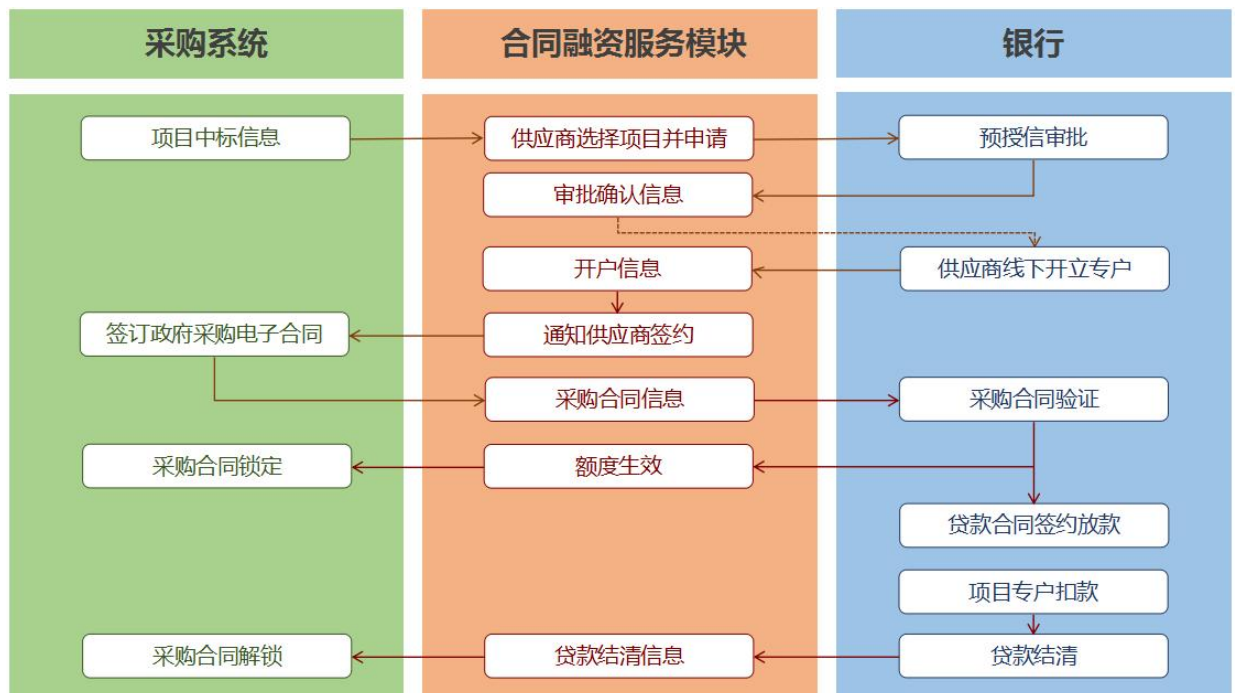 采购系统
合同融资服务模块
银行
项目中标信息
供应商选择项目并申请
预授信审批
审批确认信息
开户信息
供应商线下开立专户
签订政府采购电子合同
通知供应商签约
采购合同信息
采购合同验证
采购合同锁定
额度生效
贷款合同签约放款
项目专户扣款
采购合同解锁
贷款结清信息
贷款结清